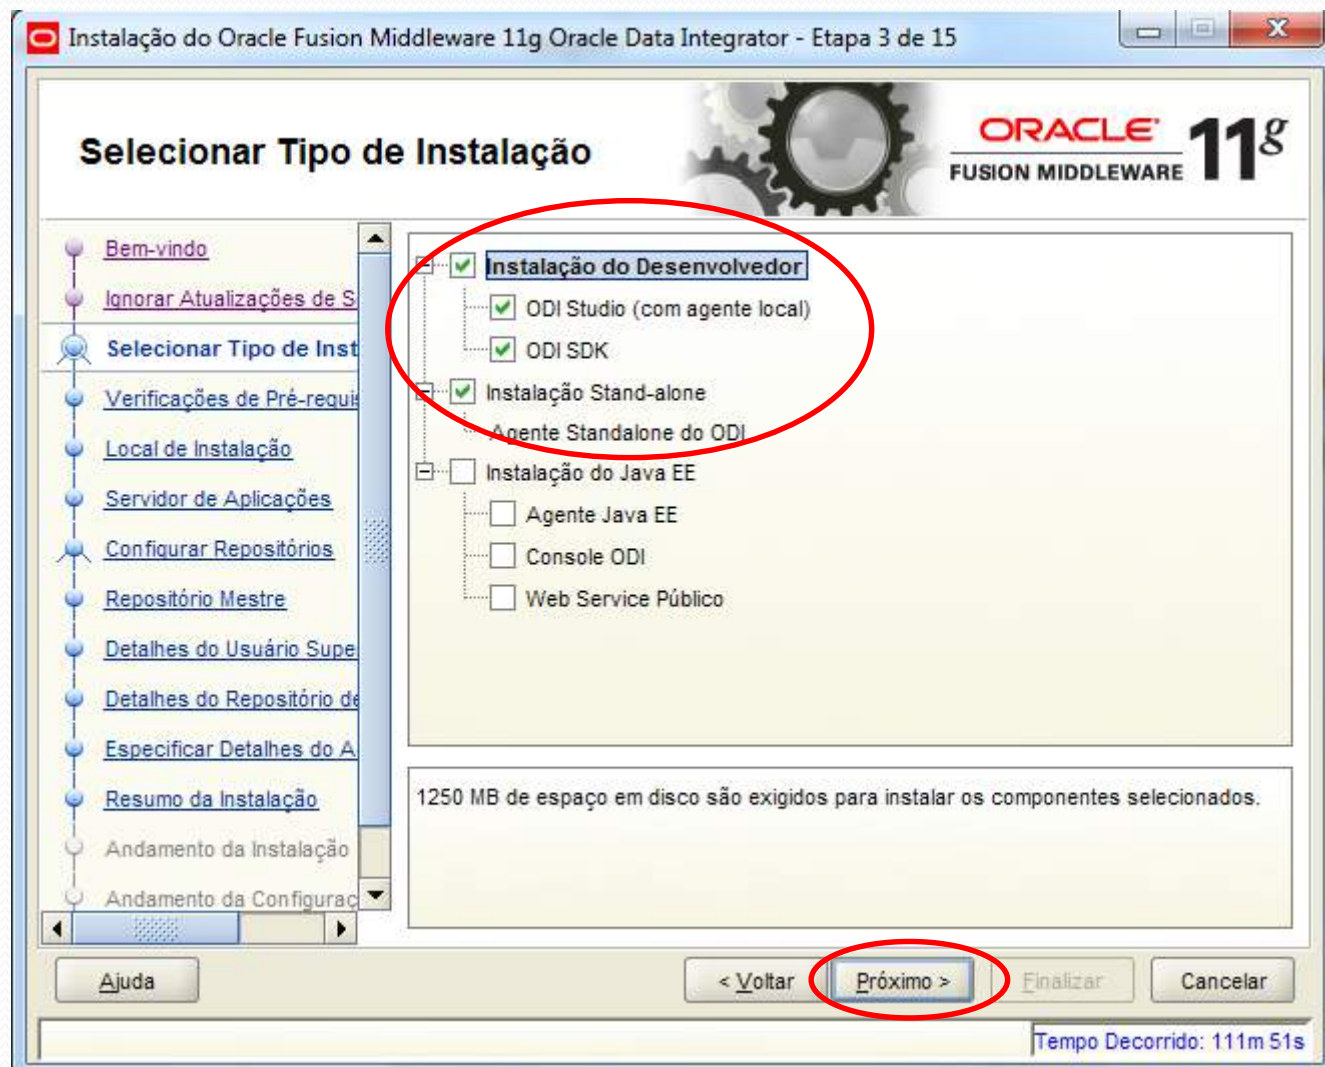 Instalação do Oracle Fusion Middleware 11g Oracle Data Integrator - Etapa 3 de 15
Selecionar Tipo de Instalação
ORACLE
FUSION MIDDLEWARE 11g
Bem-vindo
Ignorar Atualizações de S
Selecionar Tipo de Inst
Verificações de Pré-requis
Local de Instalação
Servidor de Aplicações
Configurar Repositórios
Repositório Mestre
Detalhes do Usuário Supe
Detalhes do Repositório de
Especificar Detalhes do A
Resumo da Instalação
Andamento da Instalação
Andamento da Configuraç
Instalação do Desenvolvedor
ODI Studio (com agente local)
ODI SDK
Instalação Stand-alone
Agente Standalone do ODI
Instalação do Java EE
Agente Java EE
Console ODI
Web Service Público
1250 MB de espaço em disco são exigidos para instalar os componentes selecionados.
Ajuda
< Voltar
Próximo >
Finalizar
Cancelar
Tempo Decorrido: 111m 51s